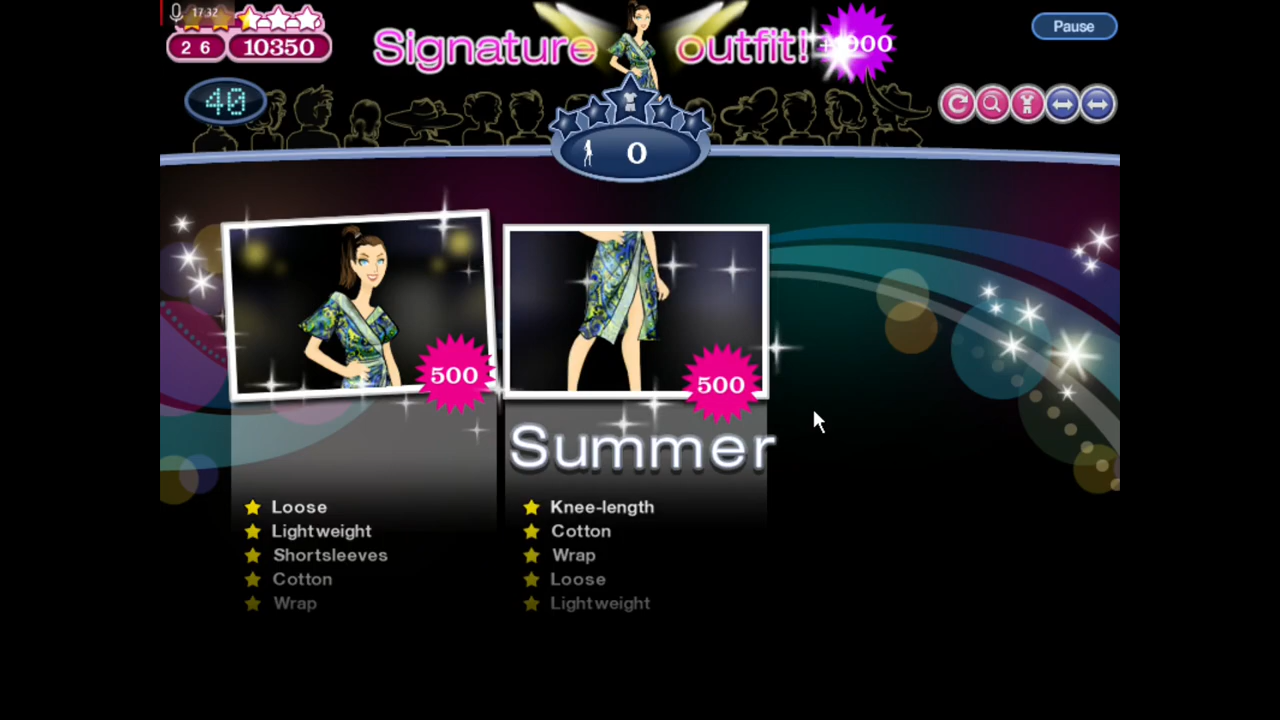 17:32
2 6 10350
Signature outfit!
Pause
40
0
500
500
Summer
Loose
Lightweight
Shortsleeves
Cotton
Wrap
Knee-length
Cotton
Wrap
Loose
Lightweight